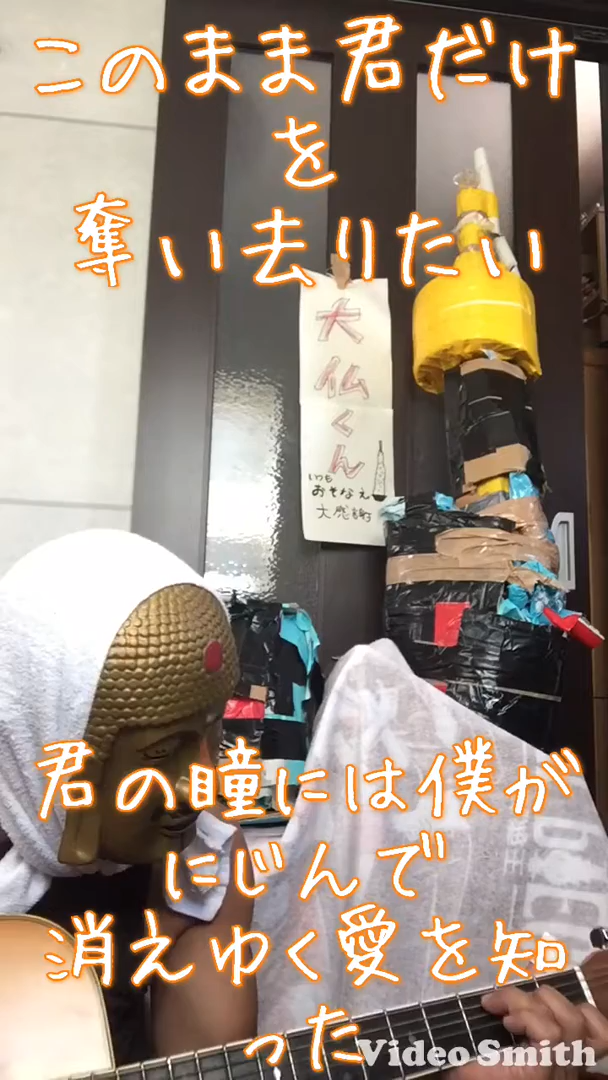 このまま君だけ
を
奪い去りたい
大仏くん
いつも
おそなえ
大感謝
君の瞳には僕が
にじんで
消えゆく愛を知
った
Video Smith